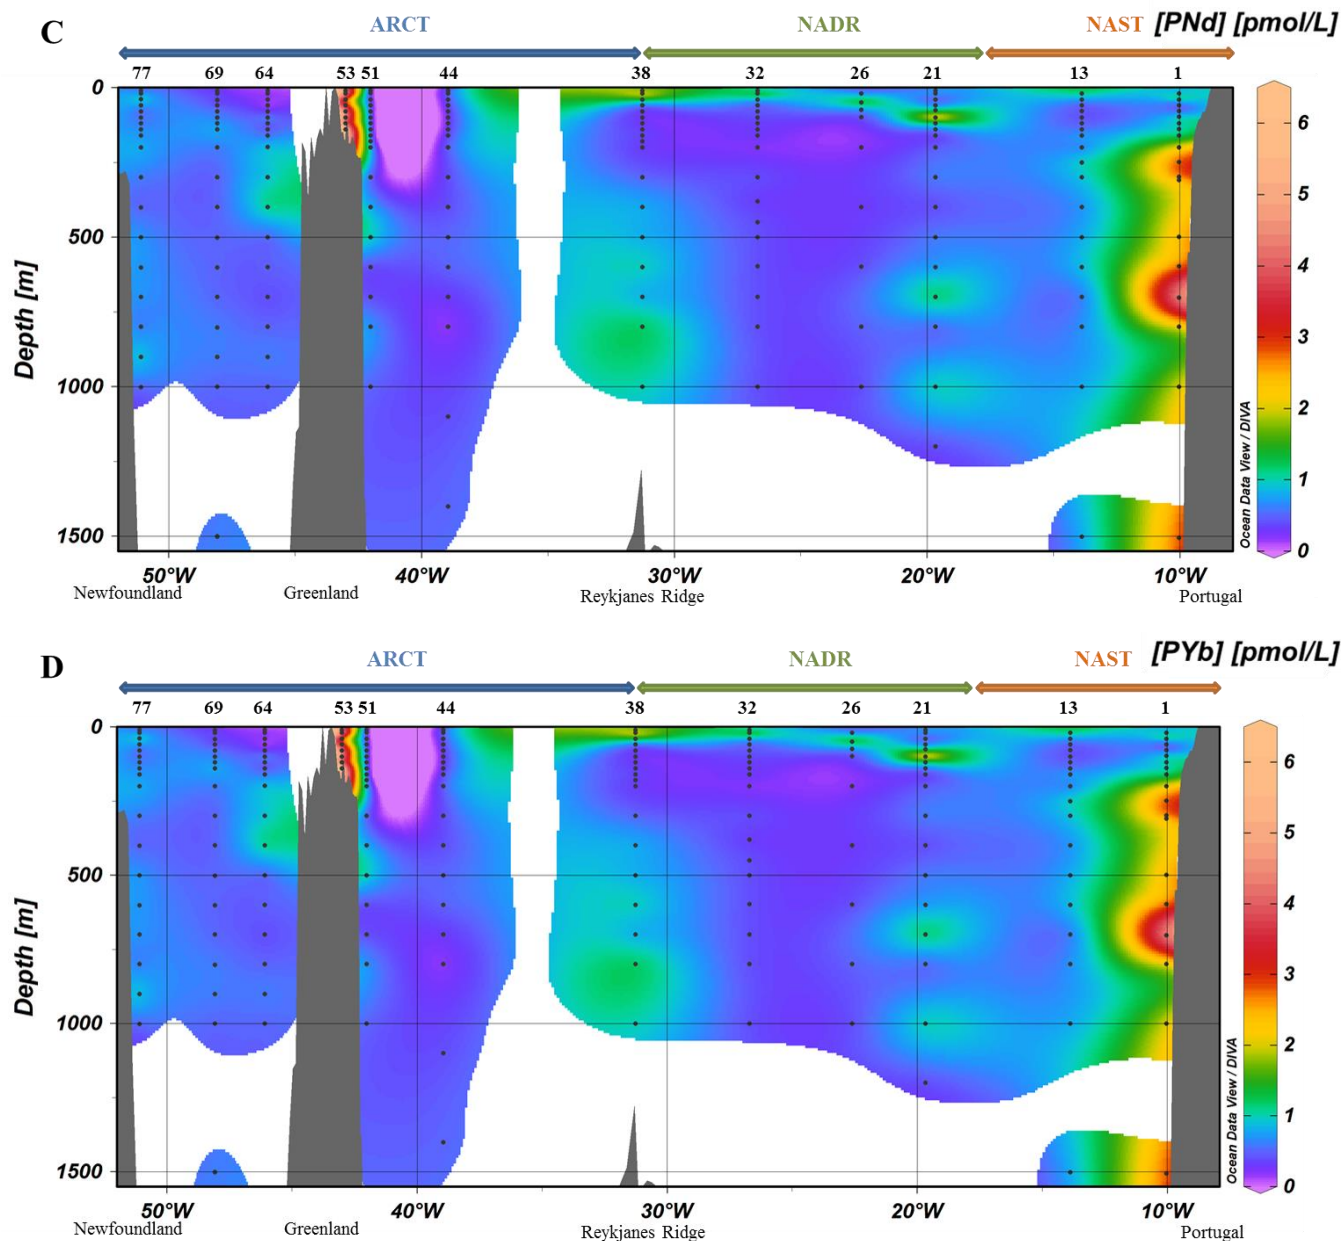 C
ARCT NADR NAST [PNd] [pmol/L]
77 69 64 53 51 44 38 32 26 21 13 1
0
500
1000
1500
Depth [m]
50°W 40°W 30°W 20°W 10°W
Newfoundland Greenland Reykjanes Ridge Portugal
Ocean Data View / DIVA
6
5
4
3
2
1
0
D
ARCT NADR NAST [PYb] [pmol/L]
77 69 64 53 51 44 38 32 26 21 13 1
0
500
1000
1500
Depth [m]
50°W 40°W 30°W 20°W 10°W
Newfoundland Greenland Reykjanes Ridge Portugal
Ocean Data View / DIVA
6
5
4
3
2
1
0